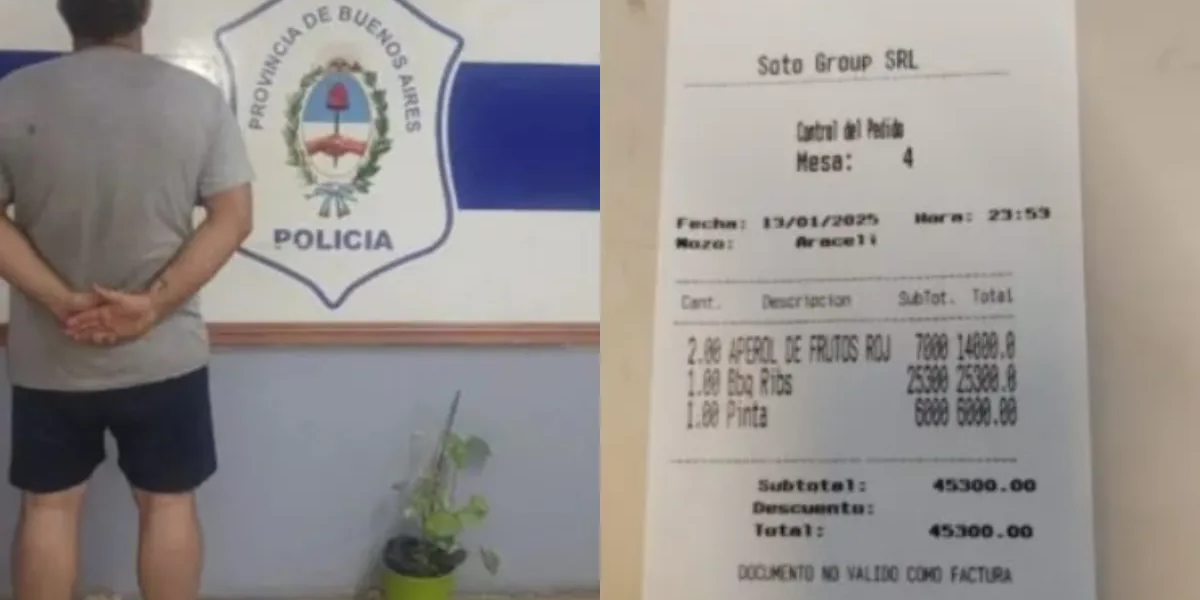 PROVINCIA DE BUENOS AIRES
POLICIA
Soto Group SRL
Control del Pedido
Mesa: 4
Fecha: 13/01/2025 Hora: 23:53
Mozo: Araceli
Cant. Descripcion SubTot. Total
2.00 APEROL DE FRUTOS ROJ 7000 14000.0
1.00 Bbq Ribs 25300 25300.0
1.00 Pinta 6000 6000.00
Subtotal: 45300.00
Descuento:
Total: 45300.00
DOCUMENTO NO VALIDO COMO FACTURA